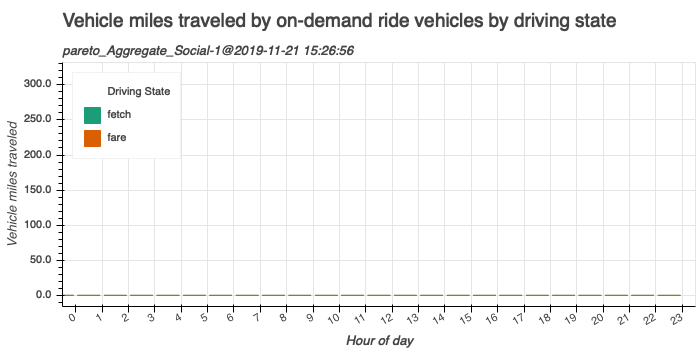 Vehicle miles traveled by on-demand ride vehicles by driving state
pareto_Aggregate_Social-1@2019-11-21 15:26:56
Driving State
fetch
fare
Vehicle miles traveled
300.0
250.0
200.0
150.0
100.0
50.0
0.0
0 1 2 3 4 5 6 7 8 9 10 11 12 13 14 15 16 17 18 19 20 21 22 23
Hour of day